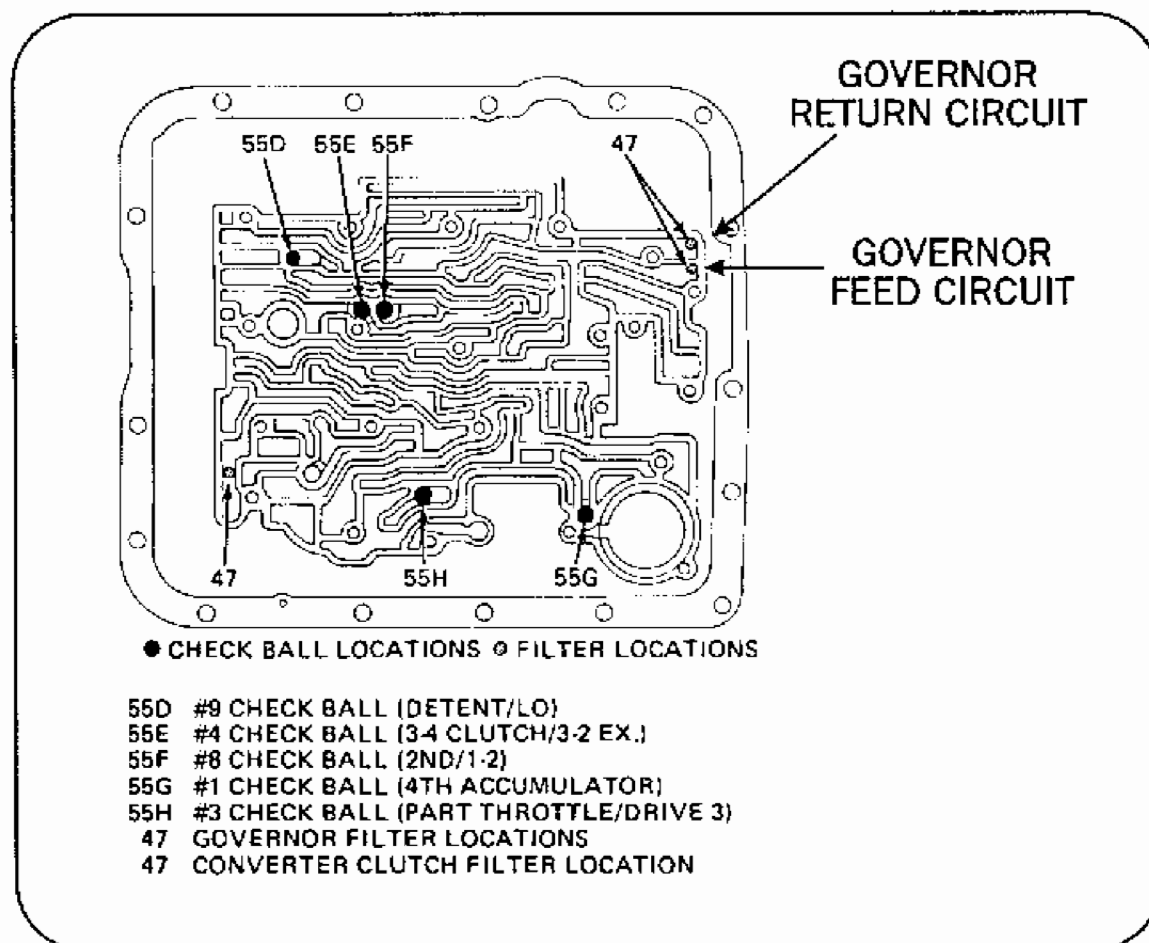 GOVERNOR
RETURN CIRCUIT
55D 55E 55F 47
GOVERNOR
FEED CIRCUIT
47 55H 55G
CHECK BALL LOCATIONS FILTER LOCATIONS
55D #9 CHECK BALL (DETENT/LO)
55E #4 CHECK BALL (3-4 CLUTCH/3-2 EX.)
55F #8 CHECK BALL (2ND/1-2)
55G #1 CHECK BALL (4TH ACCUMULATOR)
55H #3 CHECK BALL (PART THROTTLE/DRIVE 3)
47 GOVERNOR FILTER LOCATIONS
47 CONVERTER CLUTCH FILTER LOCATION